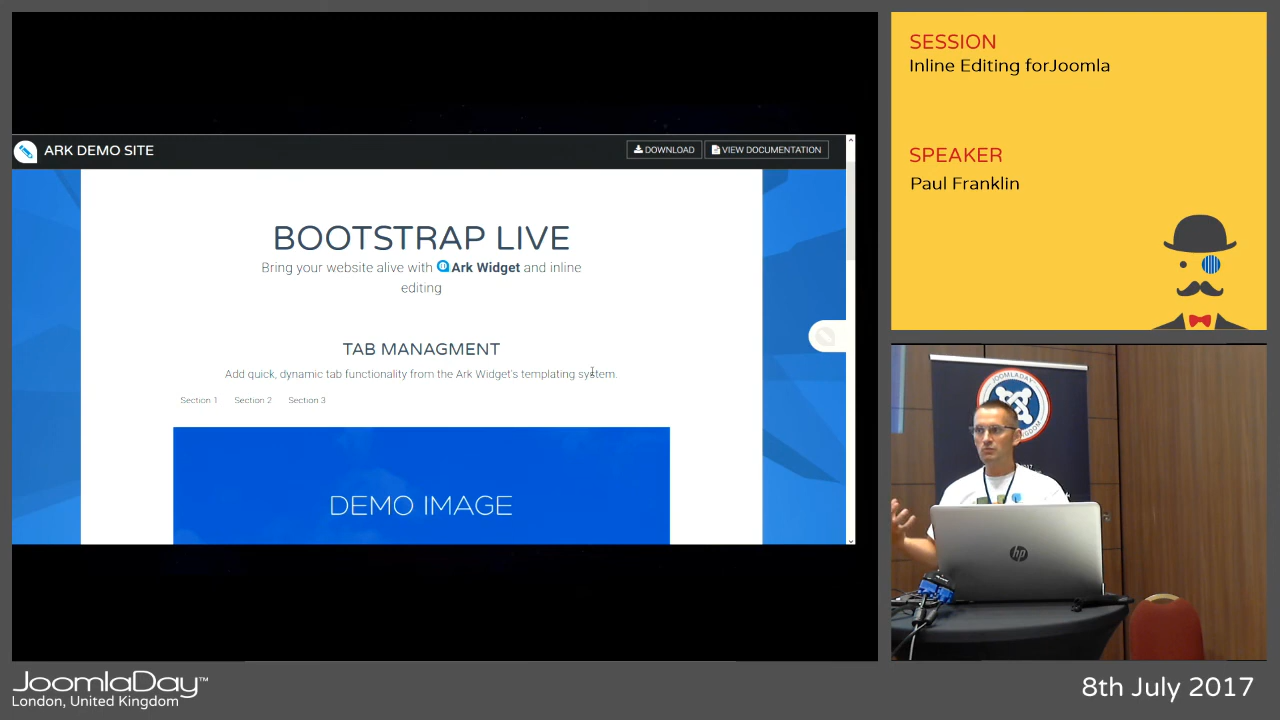 ARK DEMO SITE
DOWNLOAD
VIEW DOCUMENTATION
BOOTSTRAP LIVE
Bring your website alive with Ark Widget and inline
editing
TAB MANAGMENT
Add quick, dynamic tab functionality from the Ark Widget's templating system.
Section 1 Section 2 Section 3
DEMO IMAGE
SESSION
Inline Editing forJoomla
SPEAKER
Paul Franklin
JOOMLADAY
hp
JoomlaDay™
London, United Kingdom
8th July 2017